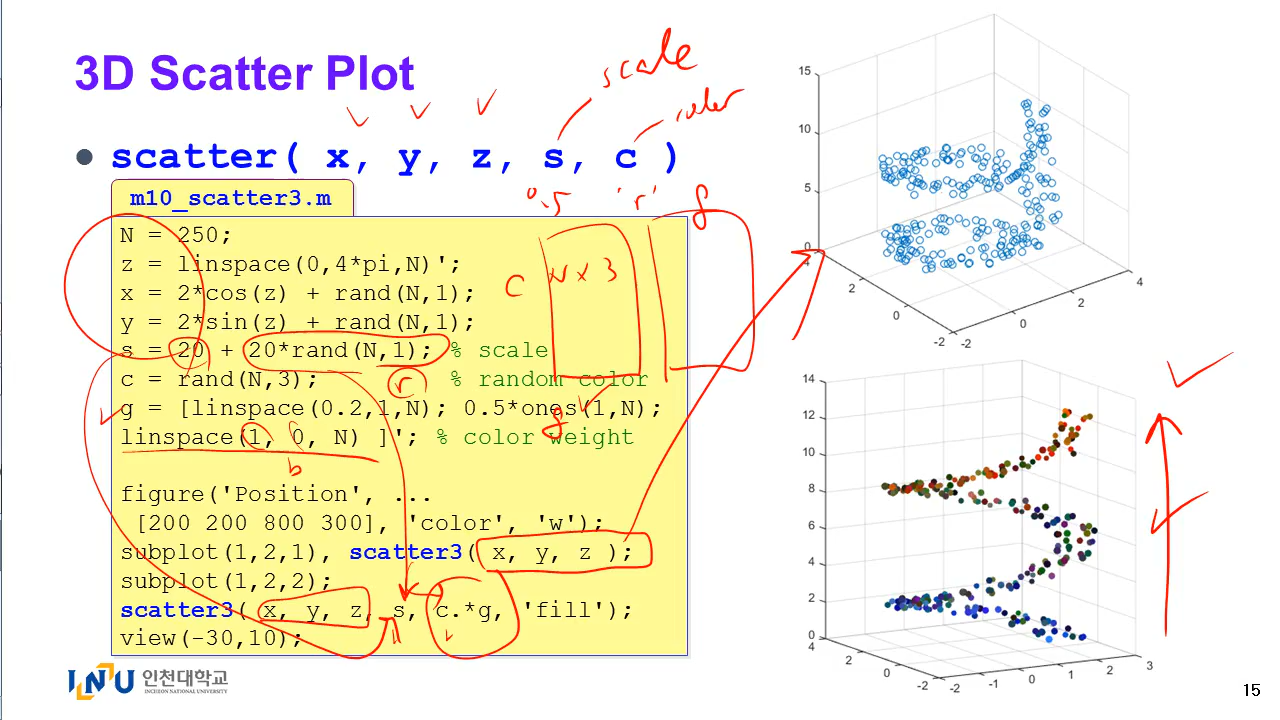 3D Scatter Plot
scale
color
● scatter( x, y, z, s, c )
0.5 'r' g
m10_scatter3.m
N = 250;
z = linspace(0,4*pi,N)';
x = 2*cos(z) + rand(N,1);
y = 2*sin(z) + rand(N,1);
s = 20 + 20*rand(N,1); % scale
c = rand(N,3); % random color
g = [linspace(0.2,1,N); 0.5*ones(1,N);
linspace(1, 0, N) ]'; % color weight
C N x 3
r
g
b
figure('Position', ...
[200 200 800 300], 'color', 'w');
subplot(1,2,1), scatter3( x, y, z );
subplot(1,2,2);
scatter3( x, y, z, s, c.*g, 'fill');
view(-30,10);
15
10
5
0
4
2
0
-2
-2
0
2
4
14
12
10
8
6
4
2
0
4
2
0
-2
-2
-1
0
1
2
3
INU 인천대학교
INCHEON NATIONAL UNIVERSITY
15